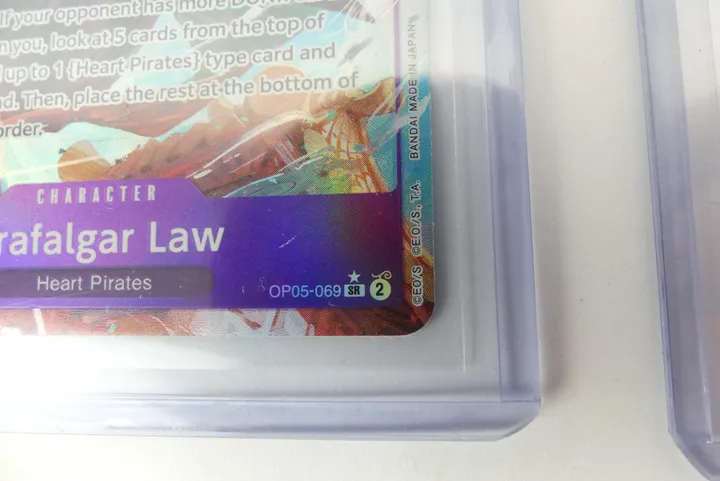 If your opponent has more DON!!
n you, look at 5 cards from the top of
up to 1 {Heart Pirates} type card and
d. Then, place the rest at the bottom of
order.
CHARACTER
rafalgar Law
Heart Pirates
OP05-069 SR 2
©E.O/S ©E.O./S., T.A. BANDAI MADE IN JAPAN